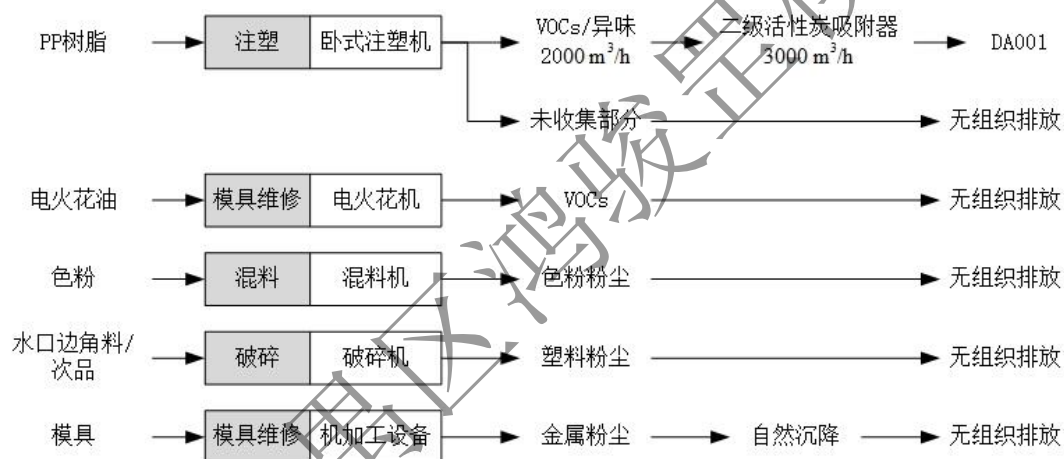 PP树脂 注塑 卧式注塑机 VOCs/异味 2000 m³/h 二级活性炭吸附器 3000 m³/h DA001
未收集部分 无组织排放
电火花油 模具维修 电火花机 VOCs 无组织排放
色粉 混料 混料机 色粉粉尘 无组织排放
水口边角料/次品 破碎 破碎机 塑料粉尘 无组织排放
模具 模具维修 机加工设备 金属粉尘 自然沉降 无组织排放
禺区鸿骏罡